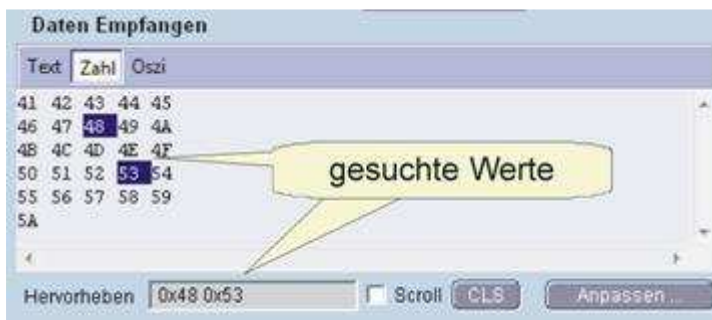 Daten Empfangen
Text Zahl Oszi
41 42 43 44 45
46 47 48 49 4A
4B 4C 4D 4E 4F
50 51 52 53 54
55 56 57 58 59
5A
gesuchte Werte
Hervorheben 0x48 0x53 Scroll CLS Anpassen ...